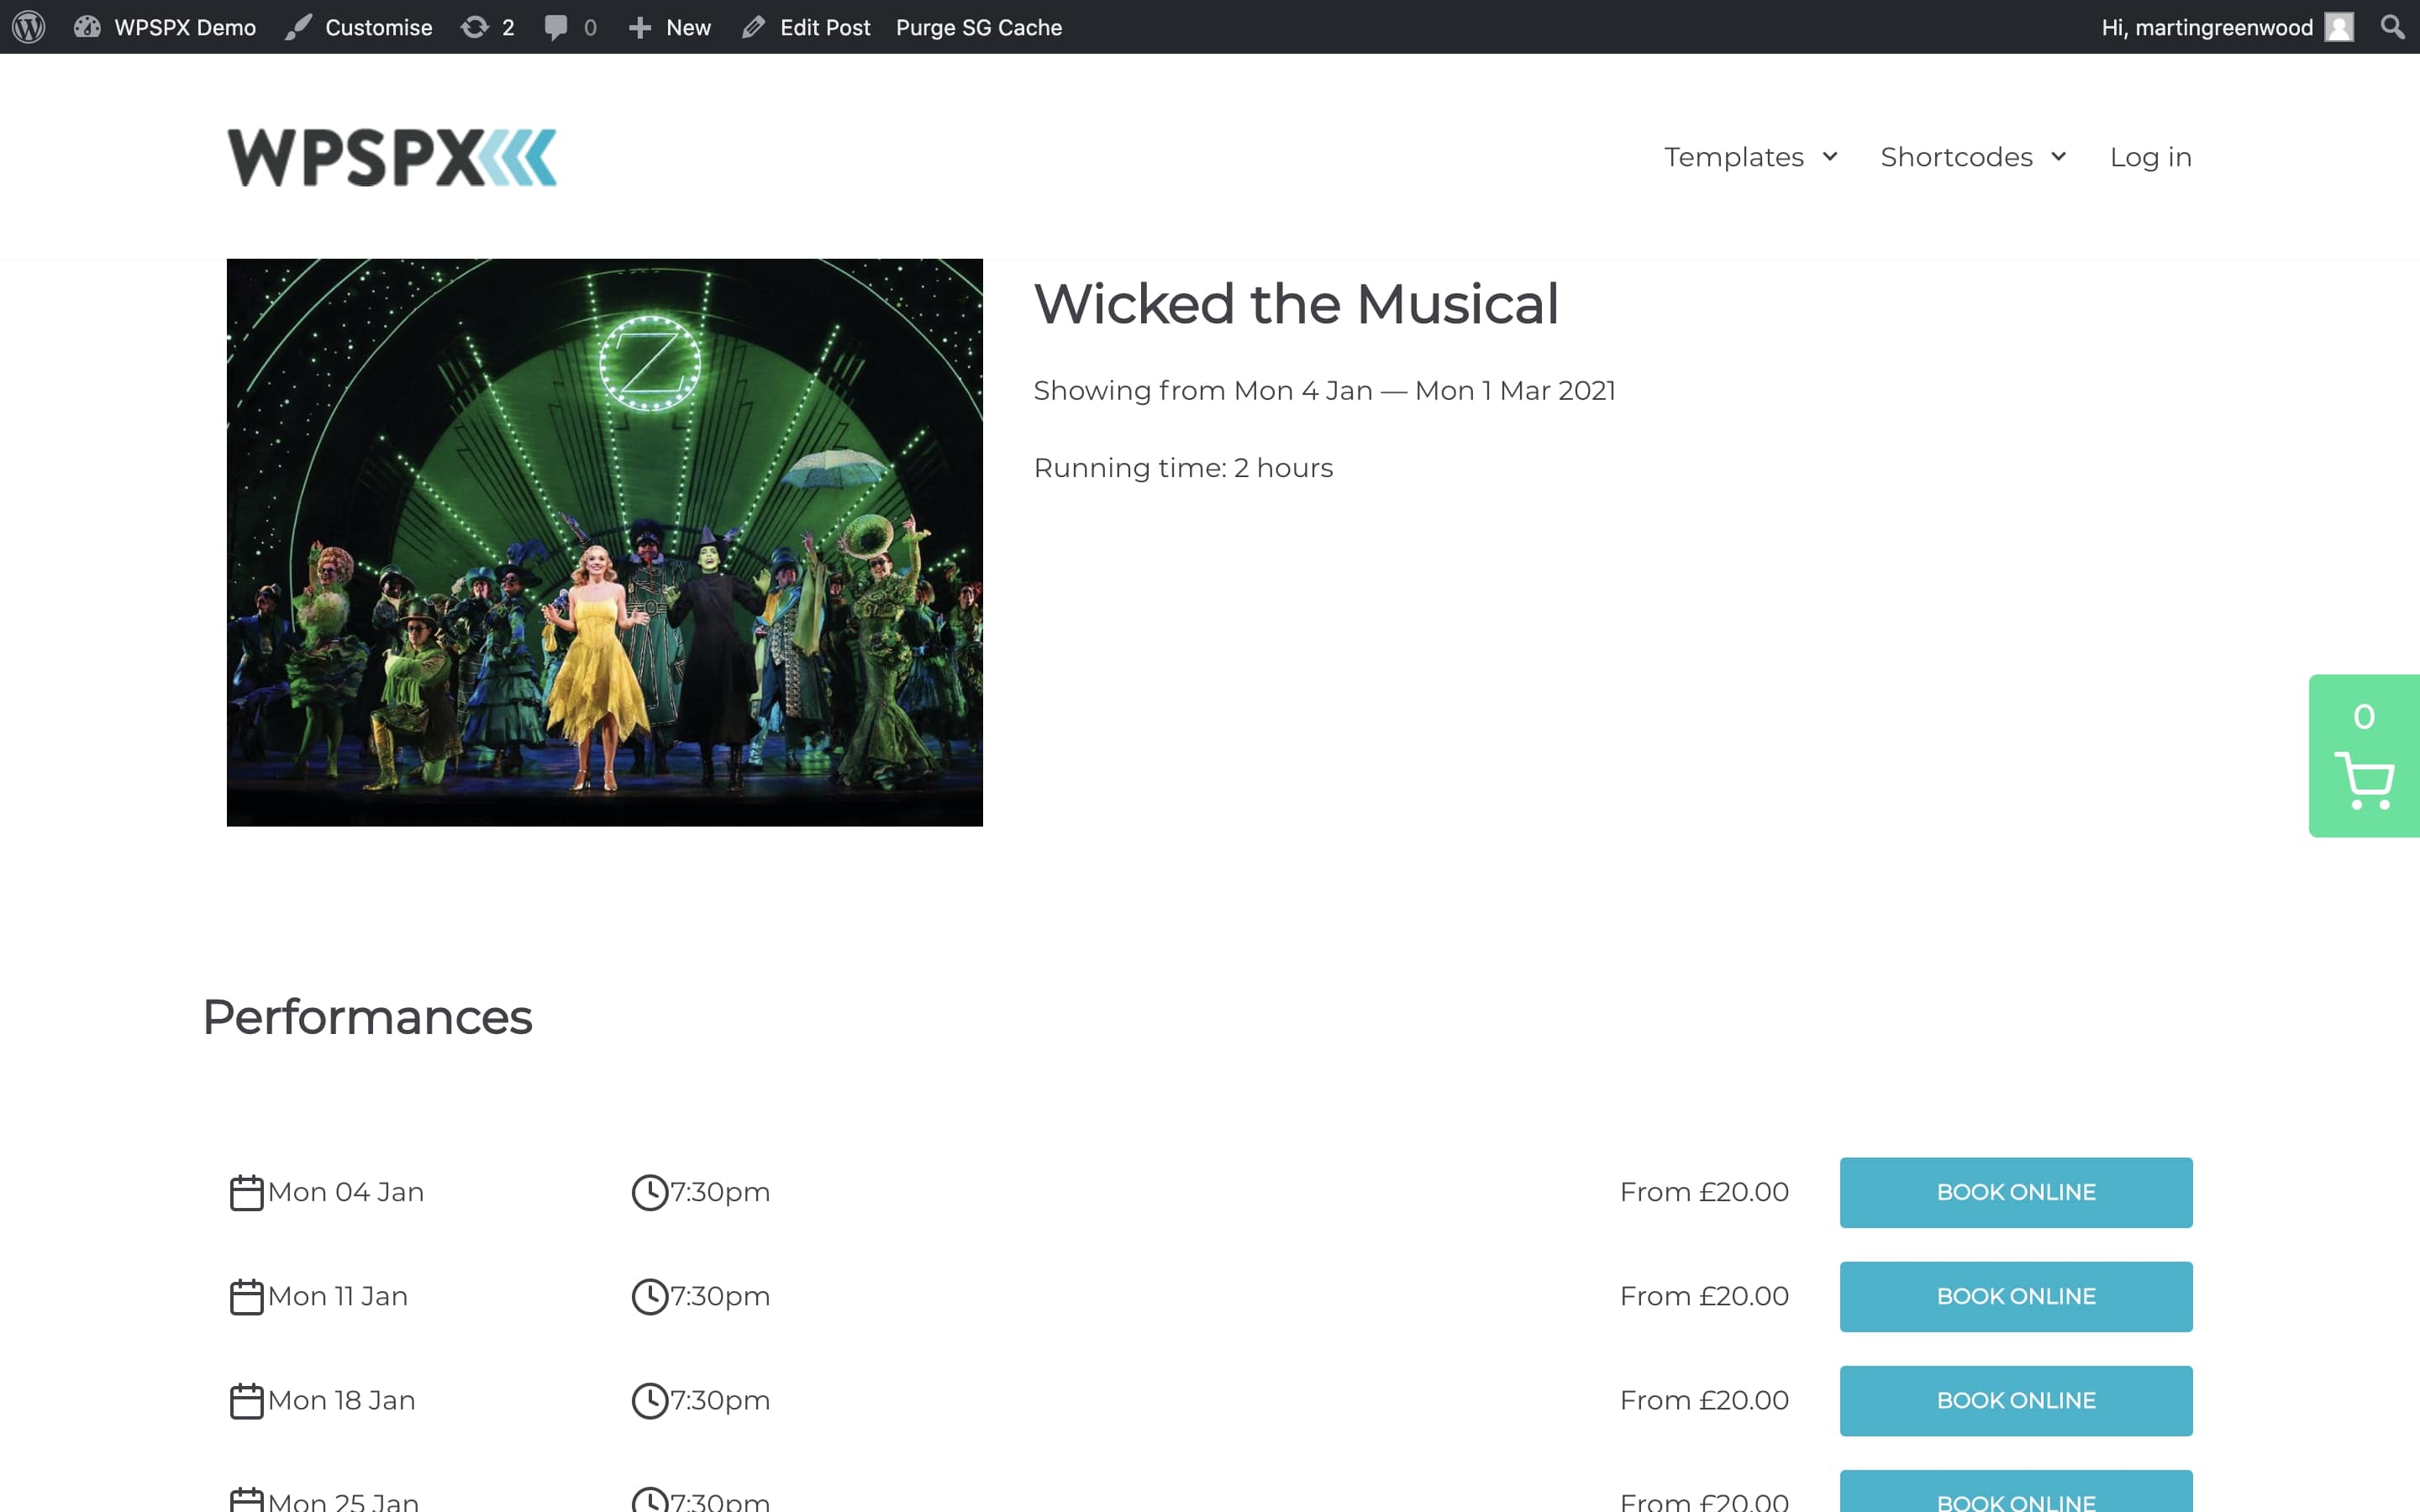 WPSPX Demo Customise 2 0 New Edit Post Purge SG Cache Hi, martingreenwood
WPSPX
Templates Shortcodes Log in
Z
Wicked the Musical
Showing from Mon 4 Jan — Mon 1 Mar 2021
Running time: 2 hours
0
Performances
Mon 04 Jan 7:30pm From £20.00 BOOK ONLINE
Mon 11 Jan 7:30pm From £20.00 BOOK ONLINE
Mon 18 Jan 7:30pm From £20.00 BOOK ONLINE
Mon 25 Jan 7:30pm From £20.00 BOOK ONLINE